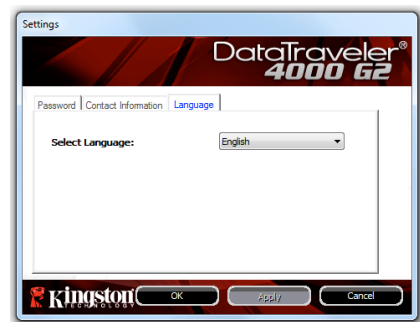 Settings
DataTraveler®
4000 G2
Password Contact Information Language
Select Language: English
Kingston
TECHNOLOGY
OK Apply Cancel